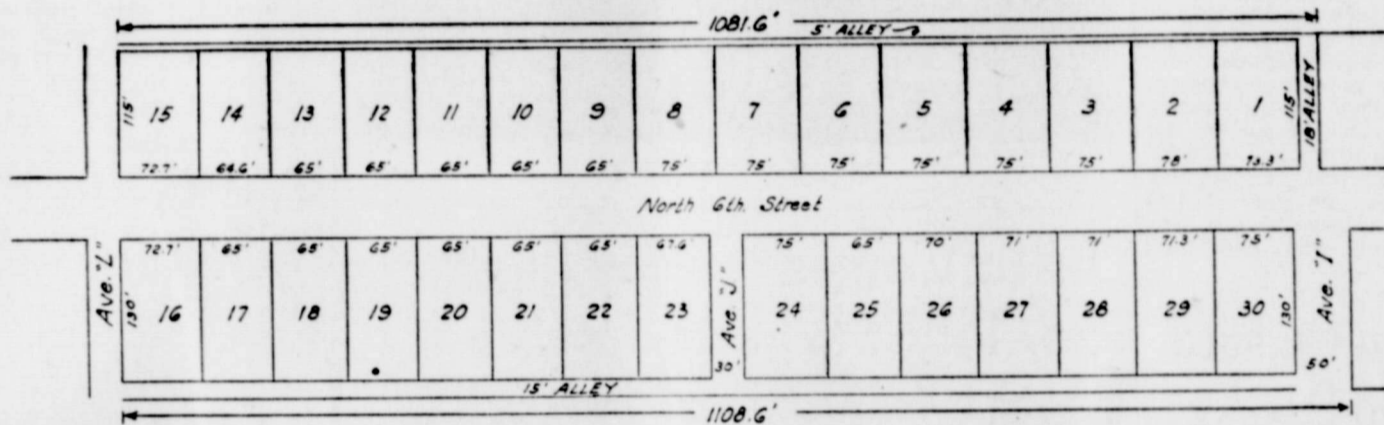 1081.6'
5' ALLEY
115' 15 14 13 12 11 10 9 8 7 6 5 4 3 2 1 115'
18' ALLEY
72.7' 64.6' 65' 65' 65' 65' 65' 75' 75' 75' 75' 75' 75' 78' 73.3'
North 6th. Street
72.7' 65' 65' 65' 65' 65' 65' 67.6' 75' 65' 70' 71' 71' 71.3' 75'
Ave. "L"
130' 16 17 18 19 20 21 22 23
Ave. "J"
24 25 26 27 28 29 30 130'
Ave. "I"
30'
50'
15' ALLEY
1108.6'